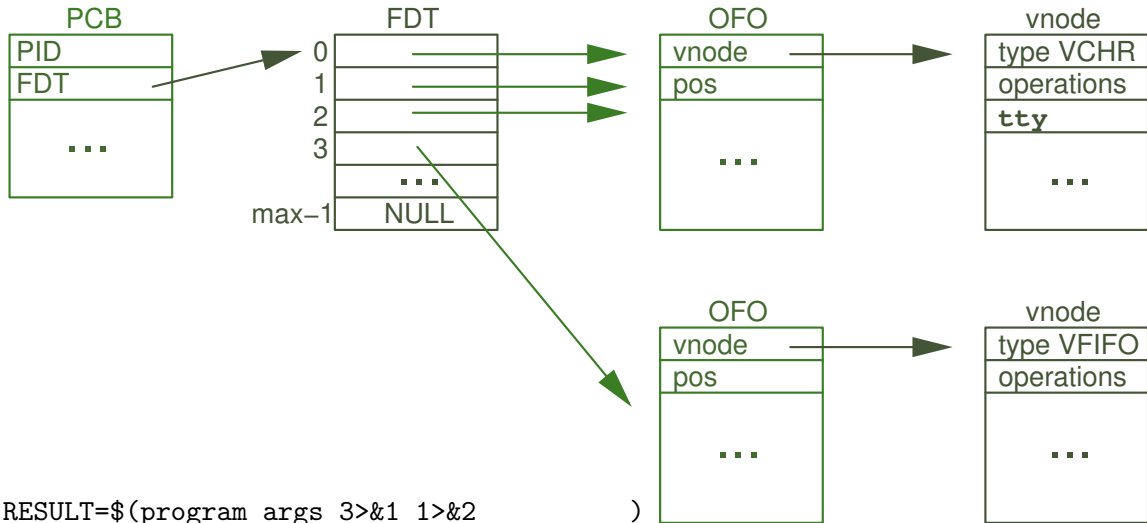 PCB
PID
FDT
...
FDT
0
1
2
3
...
max−1 NULL
OFO
vnode
pos
...
vnode
type VCHR
operations
tty
...
OFO
vnode
pos
...
vnode
type VFIFO
operations
...
RESULT=$(program args 3>&1 1>&2 )